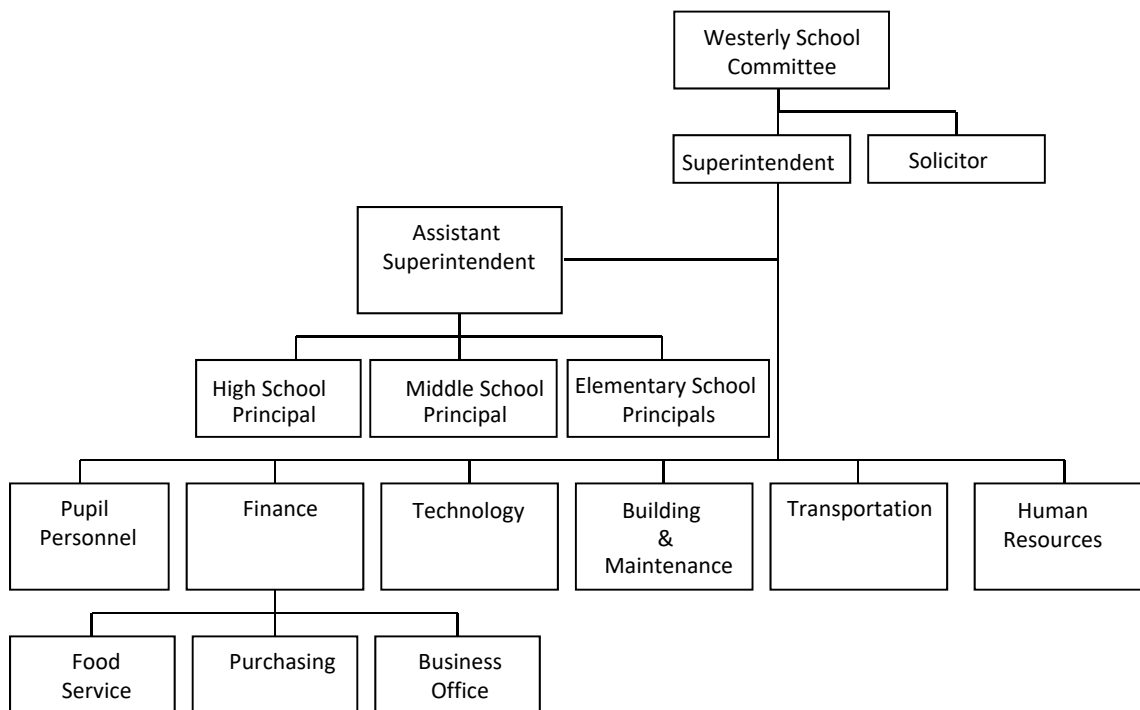 Westerly School
Committee
Superintendent
Solicitor
Assistant
Superintendent
High School
Principal
Middle School
Principal
Elementary School
Principals
Pupil
Personnel
Finance
Technology
Building
&
Maintenance
Transportation
Human
Resources
Food
Service
Purchasing
Business
Office